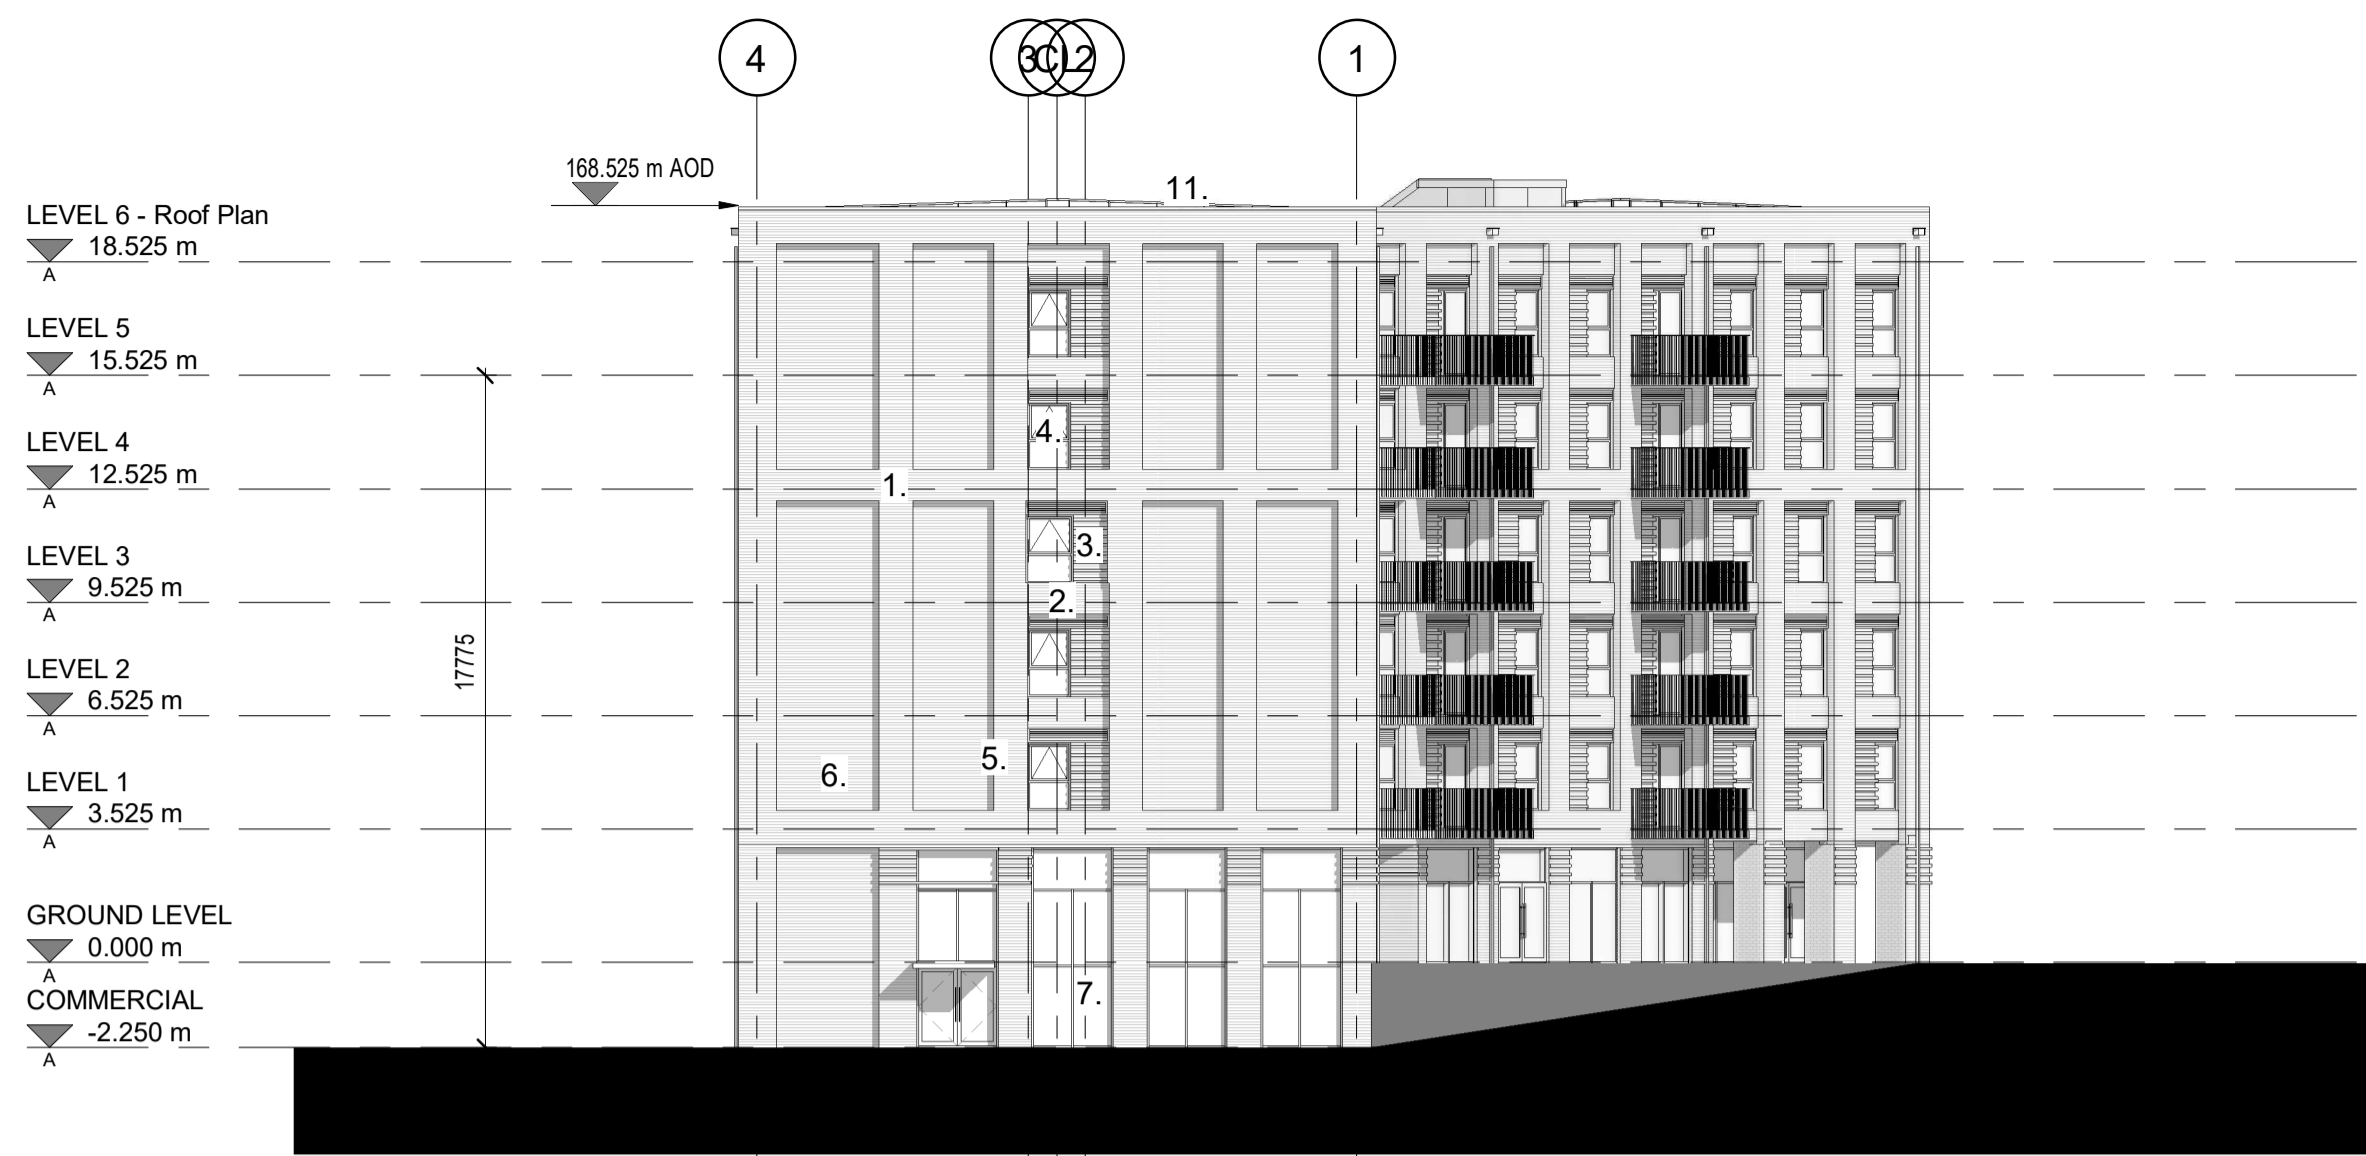 4
3
CL
2
1
168.525 m AOD
11.
LEVEL 6 - Roof Plan
18.525 m
A
LEVEL 5
15.525 m
A
LEVEL 4
12.525 m
A
LEVEL 3
9.525 m
A
LEVEL 2
6.525 m
A
LEVEL 1
3.525 m
A
GROUND LEVEL
0.000 m
A
COMMERCIAL
-2.250 m
A
17775
4.
1.
3.
2.
5.
6.
7.